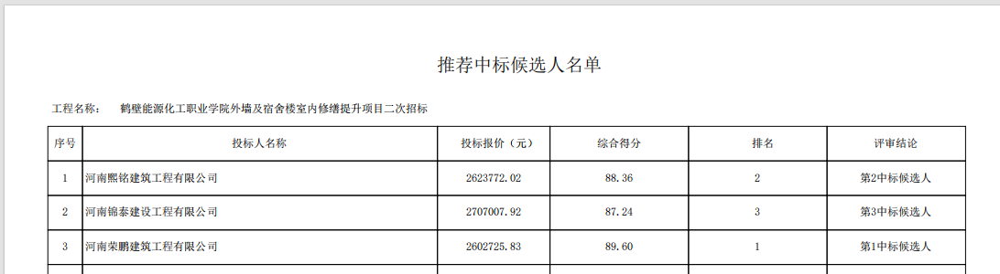 推荐中标候选人名单
工程名称： 鹤壁能源化工职业学院外墙及宿舍楼室内修缮提升项目二次招标
序号 投标人名称 投标报价（元） 综合得分 排名 评审结论
1 河南熙铭建筑工程有限公司 2623772.02 88.36 2 第2中标候选人
2 河南锦泰建设工程有限公司 2707007.92 87.24 3 第3中标候选人
3 河南荣鹏建筑工程有限公司 2602725.83 89.60 1 第1中标候选人